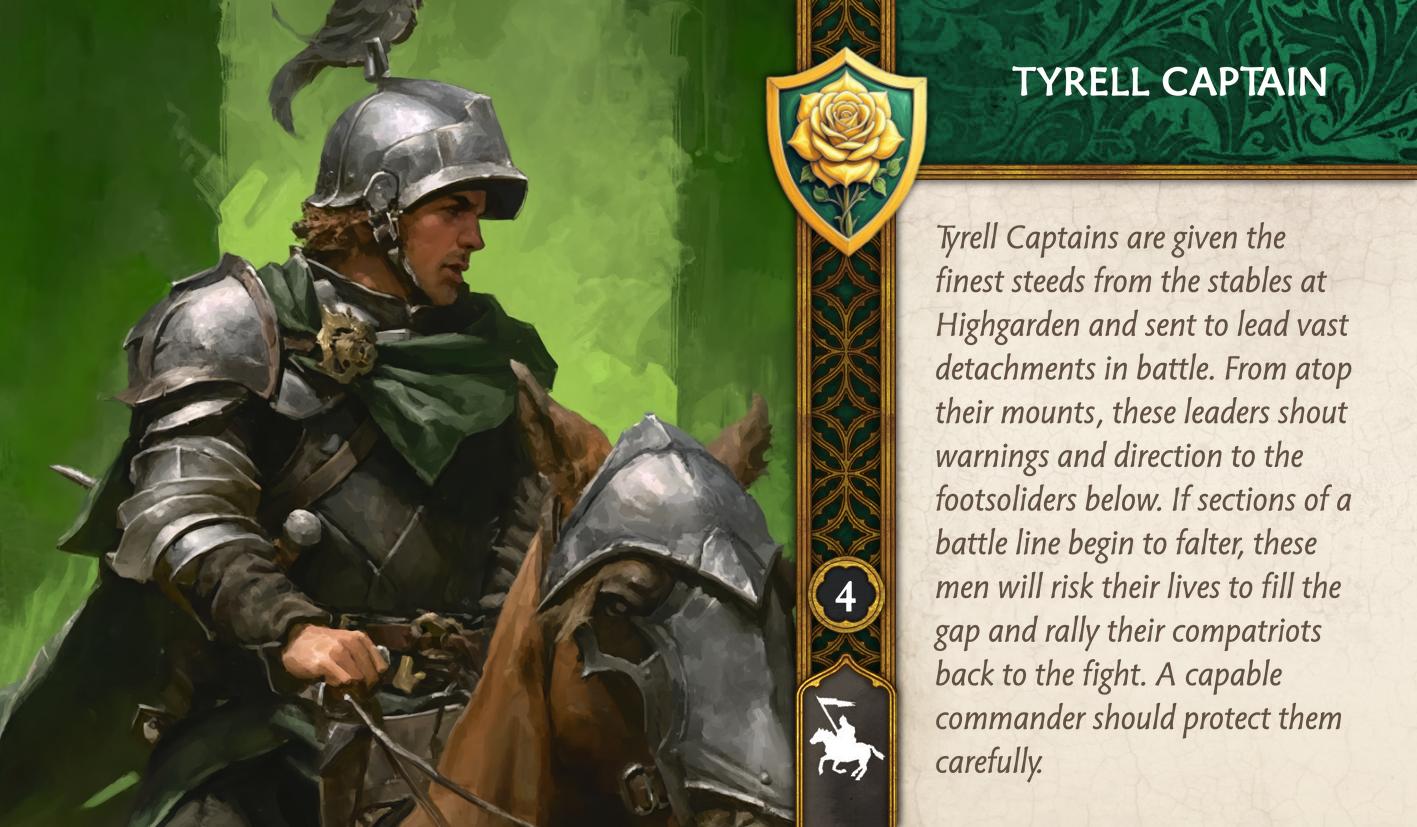 TYRELL CAPTAIN
Tyrell Captains are given the
finest steeds from the stables at
Highgarden and sent to lead vast
detachments in battle. From atop
their mounts, these leaders shout
warnings and direction to the
footsoliders below. If sections of a
battle line begin to falter, these
men will risk their lives to fill the
gap and rally their compatriots
back to the fight. A capable
commander should protect them
carefully.
4